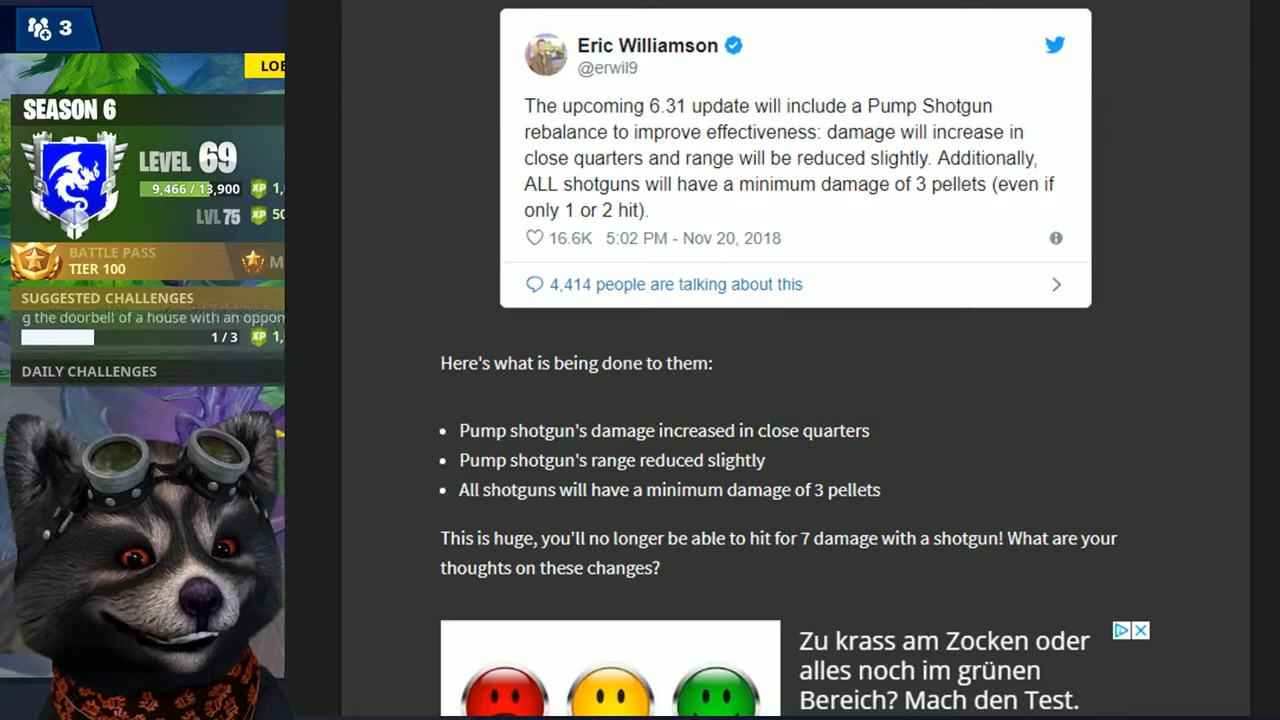 3
LOB
SEASON 6
LEVEL 69
9,466 / 13,900
XP 1,
LVL 75
XP 50
BATTLE PASS
TIER 100
M
SUGGESTED CHALLENGES
g the doorbell of a house with an oppon
1 / 3
XP 1,
DAILY CHALLENGES
Eric Williamson
@erwil9
The upcoming 6.31 update will include a Pump Shotgun
rebalance to improve effectiveness: damage will increase in
close quarters and range will be reduced slightly. Additionally,
ALL shotguns will have a minimum damage of 3 pellets (even if
only 1 or 2 hit).
16.6K 5:02 PM - Nov 20, 2018
4,414 people are talking about this
Here's what is being done to them:
• Pump shotgun's damage increased in close quarters
• Pump shotgun's range reduced slightly
• All shotguns will have a minimum damage of 3 pellets
This is huge, you'll no longer be able to hit for 7 damage with a shotgun! What are your
thoughts on these changes?
Zu krass am Zocken oder
alles noch im grünen
Bereich? Mach den Test.